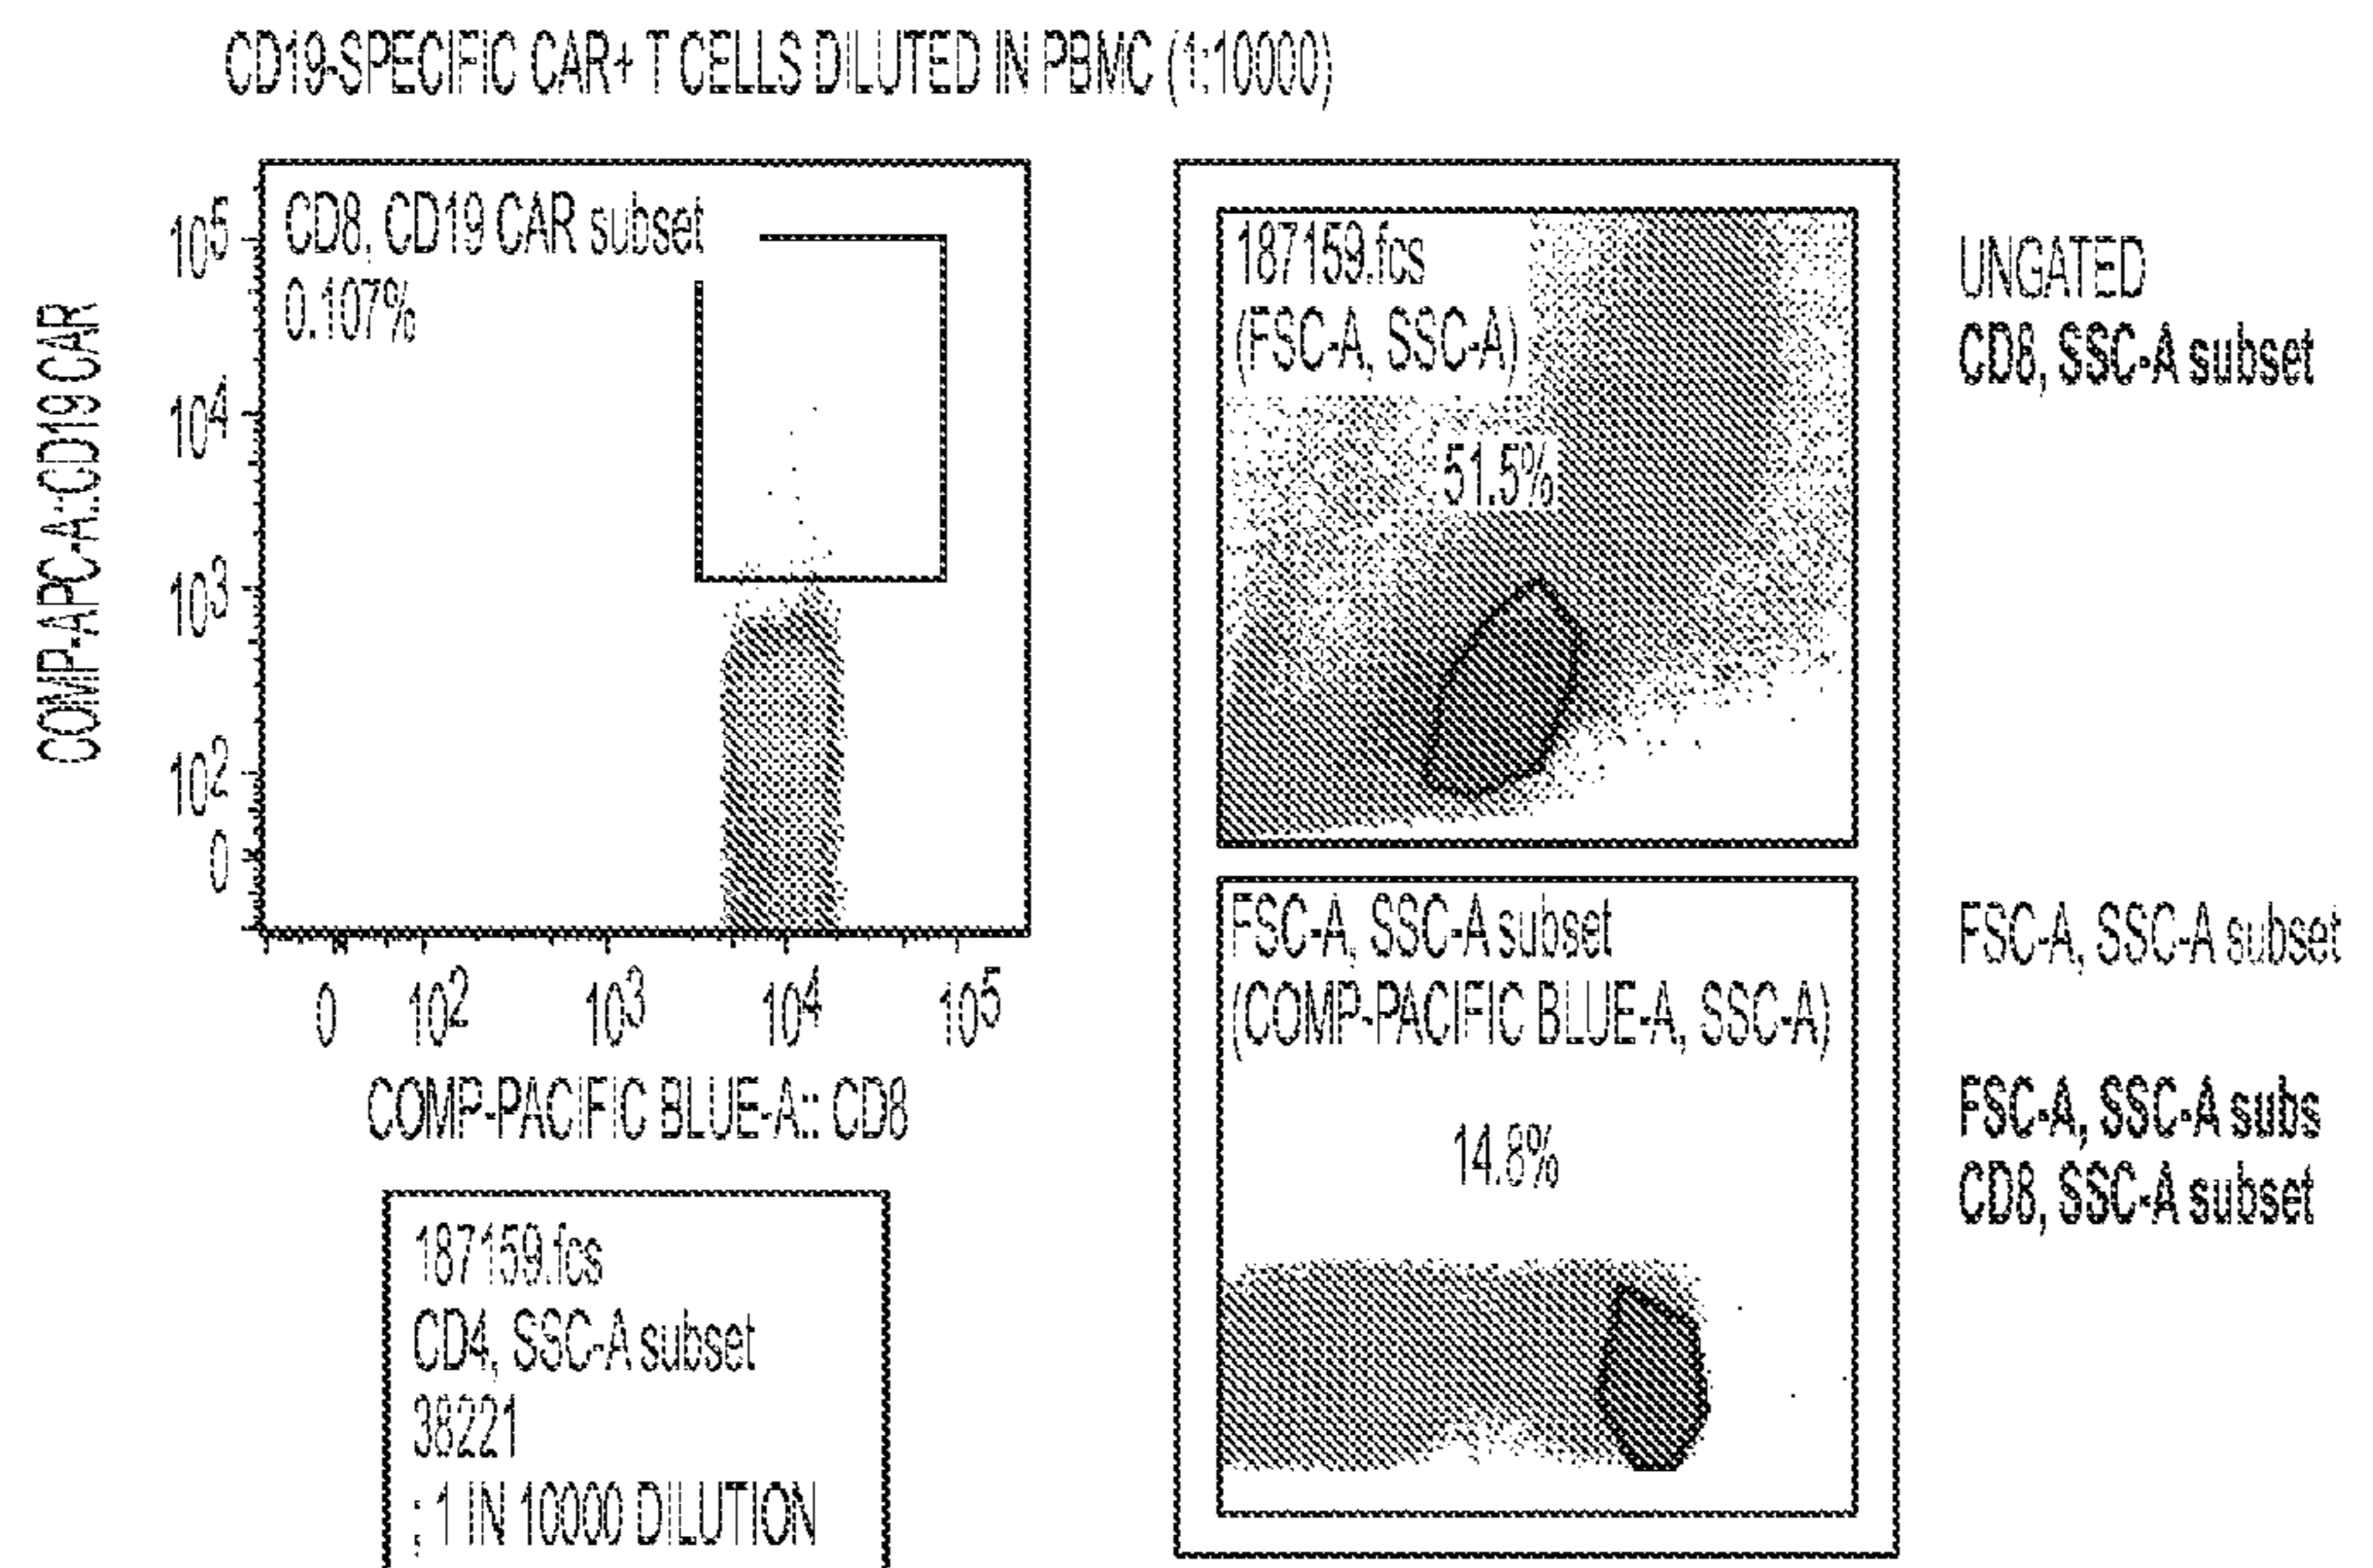 CD19-SPECIFIC CAR+ T CELLS DILUTED IN PBMC (1:10000)
COMP-APC-A::CD19 CAR
CD8, CD19 CAR subset
0.107%
10^5
10^4
10^3
10^2
0
0 10^2 10^3 10^4 10^5
COMP-PACIFIC BLUE-A:: CD8
187159.fcs
CD4, SSC-A subset
38221
; 1 IN 10000 DILUTION
187159.fcs
(FSC-A, SSC-A)
51.5%
UNGATED
CD8, SSC-A subset
FSC-A, SSC-A subset
(COMP-PACIFIC BLUE-A, SSC-A)
14.8%
FSC-A, SSC-A subset
FSC-A, SSC-A subs
CD8, SSC-A subset